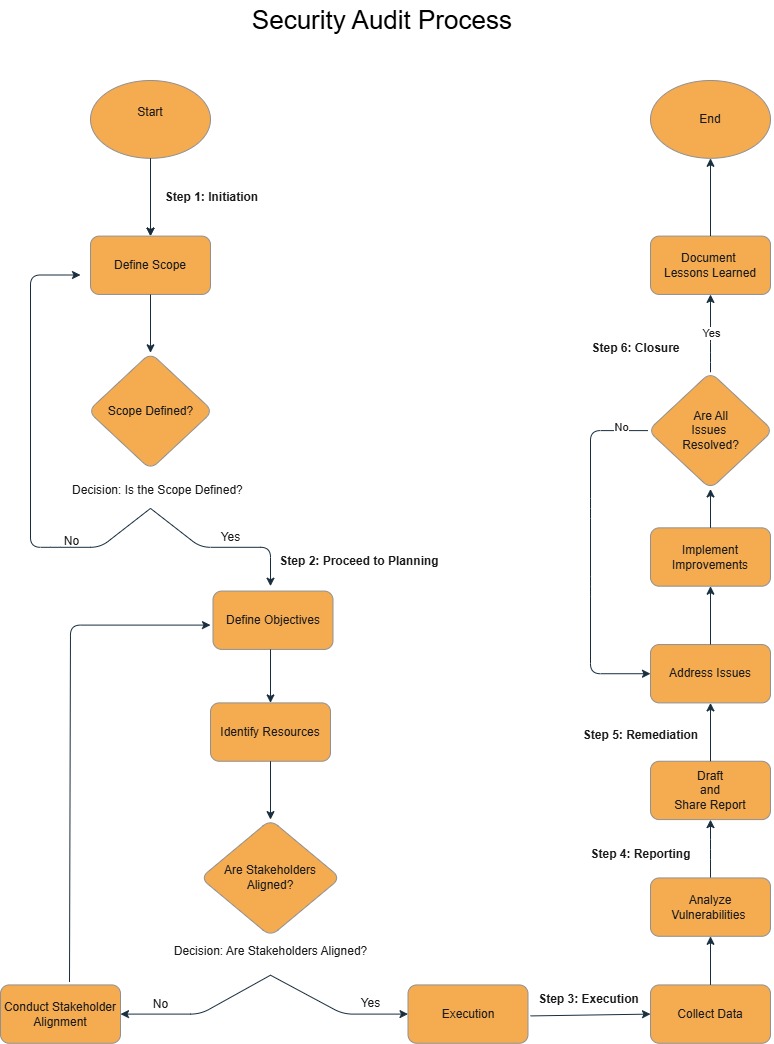 Security Audit Process
Start
Step 1: Initiation
Define Scope
Scope Defined?
Decision: Is the Scope Defined?
No
Yes
Step 2: Proceed to Planning
Define Objectives
Identify Resources
Are Stakeholders
Aligned?
Decision: Are Stakeholders Aligned?
No
Yes
Conduct Stakeholder
Alignment
Execution
Step 3: Execution
Collect Data
Analyze
Vulnerabilities
Step 4: Reporting
Draft
and
Share Report
Step 5: Remediation
Address Issues
Implement
Improvements
Are All
Issues
Resolved?
No
Yes
Step 6: Closure
Document
Lessons Learned
End